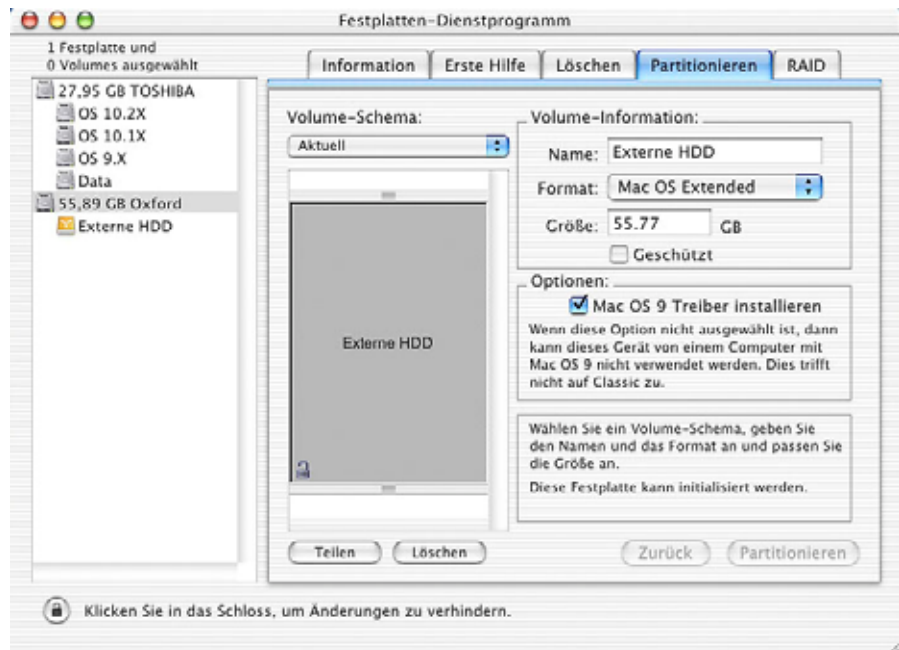 Festplatten-Dienstprogramm
1 Festplatte und
0 Volumes ausgewählt
27,95 GB TOSHIBA
OS 10.2X
OS 10.1X
OS 9.X
Data
55,89 GB Oxford
Externe HDD
Information
Erste Hilfe
Löschen
Partitionieren
RAID
Volume-Schema:
Aktuell
Externe HDD
Teilen
Löschen
Volume-Information:
Name: Externe HDD
Format: Mac OS Extended
Größe: 55.77 GB
Geschützt
Optionen:
Mac OS 9 Treiber installieren
Wenn diese Option nicht ausgewählt ist, dann
kann dieses Gerät von einem Computer mit
Mac OS 9 nicht verwendet werden. Dies trifft
nicht auf Classic zu.
Wählen Sie ein Volume-Schema, geben Sie
den Namen und das Format an und passen Sie
die Größe an.
Diese Festplatte kann initialisiert werden.
Zurück
Partitionieren
Klicken Sie in das Schloss, um Änderungen zu verhindern.